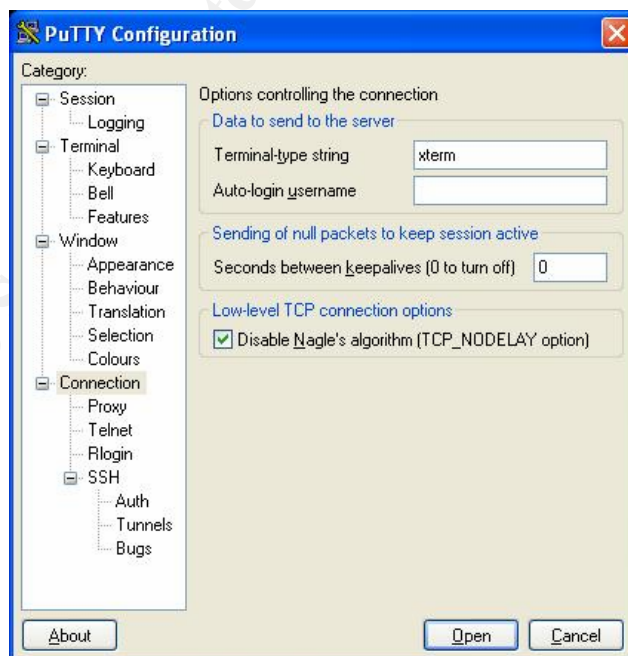 PuTTY Configuration
Category:
Session
Logging
Terminal
Keyboard
Bell
Features
Window
Appearance
Behaviour
Translation
Selection
Colours
Connection
Proxy
Telnet
Rlogin
SSH
Auth
Tunnels
Bugs
Options controlling the connection
Data to send to the server
Terminal-type string xterm
Auto-login username
Sending of null packets to keep session active
Seconds between keepalives (0 to turn off) 0
Low-level TCP connection options
Disable Nagle's algorithm (TCP_NODELAY option)
About Open Cancel